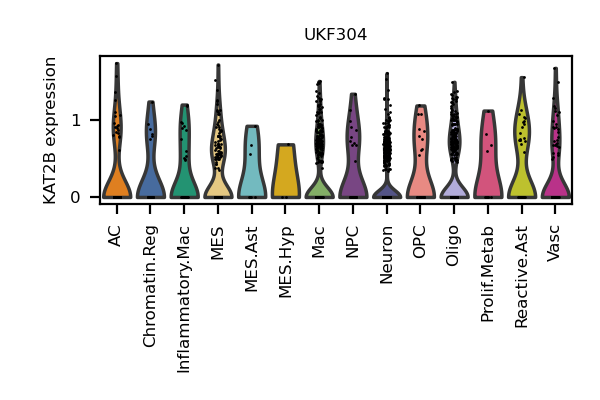 UKF304
KAT2B expression
1
0
AC
Chromatin.Reg
Inflammatory.Mac
MES
MES.Ast
MES.Hyp
Mac
NPC
Neuron
OPC
Oligo
Prolif.Metab
Reactive.Ast
Vasc